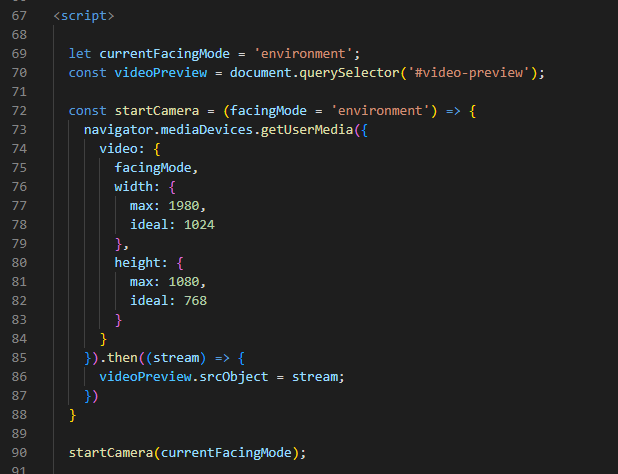 67 <script>
68
69 let currentFacingMode = 'environment';
70 const videoPreview = document.querySelector('#video-preview');
71
72 const startCamera = (facingMode = 'environment') => {
73 navigator.mediaDevices.getUserMedia({
74 video: {
75 facingMode,
76 width: {
77 max: 1980,
78 ideal: 1024
79 },
80 height: {
81 max: 1080,
82 ideal: 768
83 }
84 }
85 }).then((stream) => {
86 videoPreview.srcObject = stream;
87 })
88 }
89
90 startCamera(currentFacingMode);
91